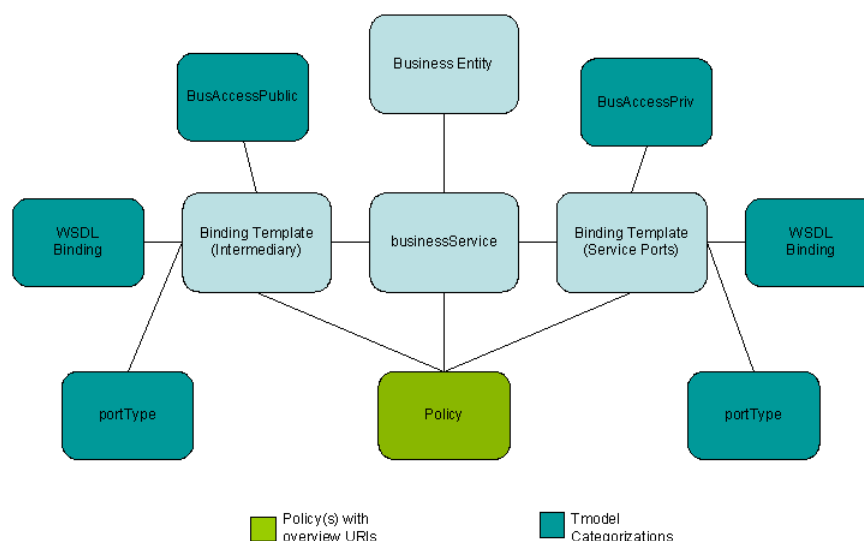 Business Entity
BusAccessPublic
BusAccessPriv
WSDL
Binding
Binding Template
(Intermediary)
businessService
Binding Template
(Service Ports)
WSDL
Binding
portType
Policy
portType
Policy(s) with
overview URIs
Tmodel
Categorizations